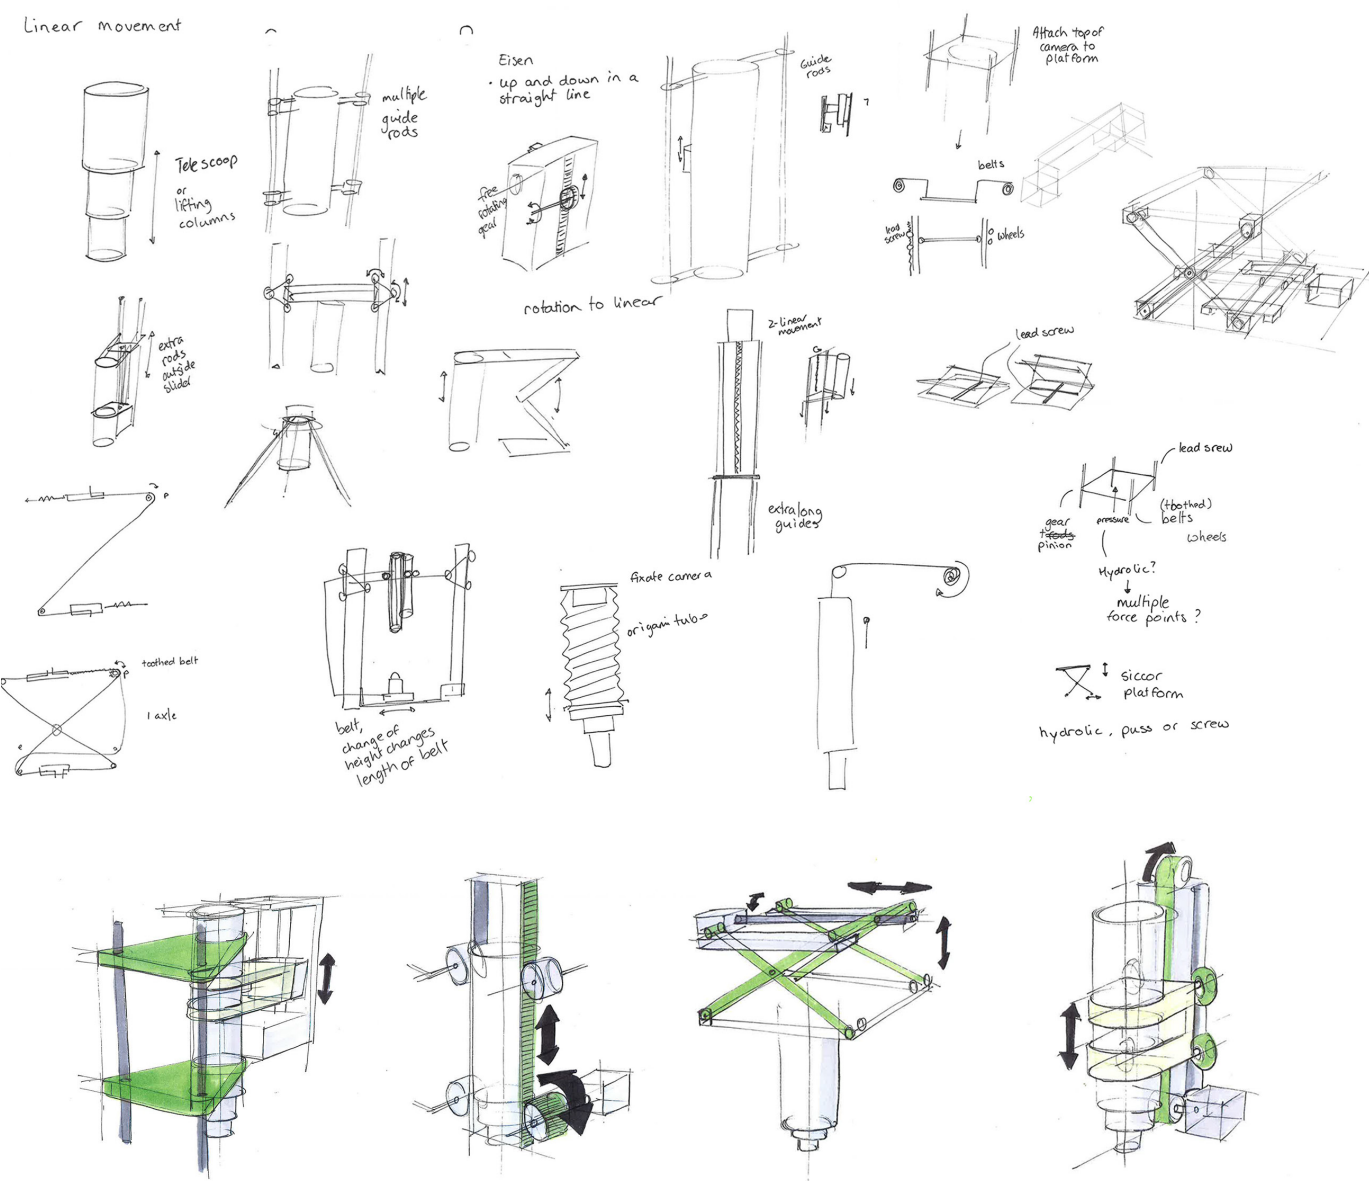 Linear movement
Telescoop
or
lifting
columns
multiple
guide
rods
Eisen
• up and down in a
straight line
free
rotating
gear
Guide
rods
?
Attach top of
camera to
platform
belts
lead
screw
wheels
extra
rods
outside
slider
rotation to linear
2-linear
movement
lead screw
extra long
guides
lead srew
gear
+ rods
pinion
pressure
(toothed)
belts
wheels
Hydrolic?
multiple
force points ?
P
toothed belt
P
1 axle
belt,
change of
height changes
length of belt
fixate camera
origami tube
siccor
platform
hydrolic, puss or screw